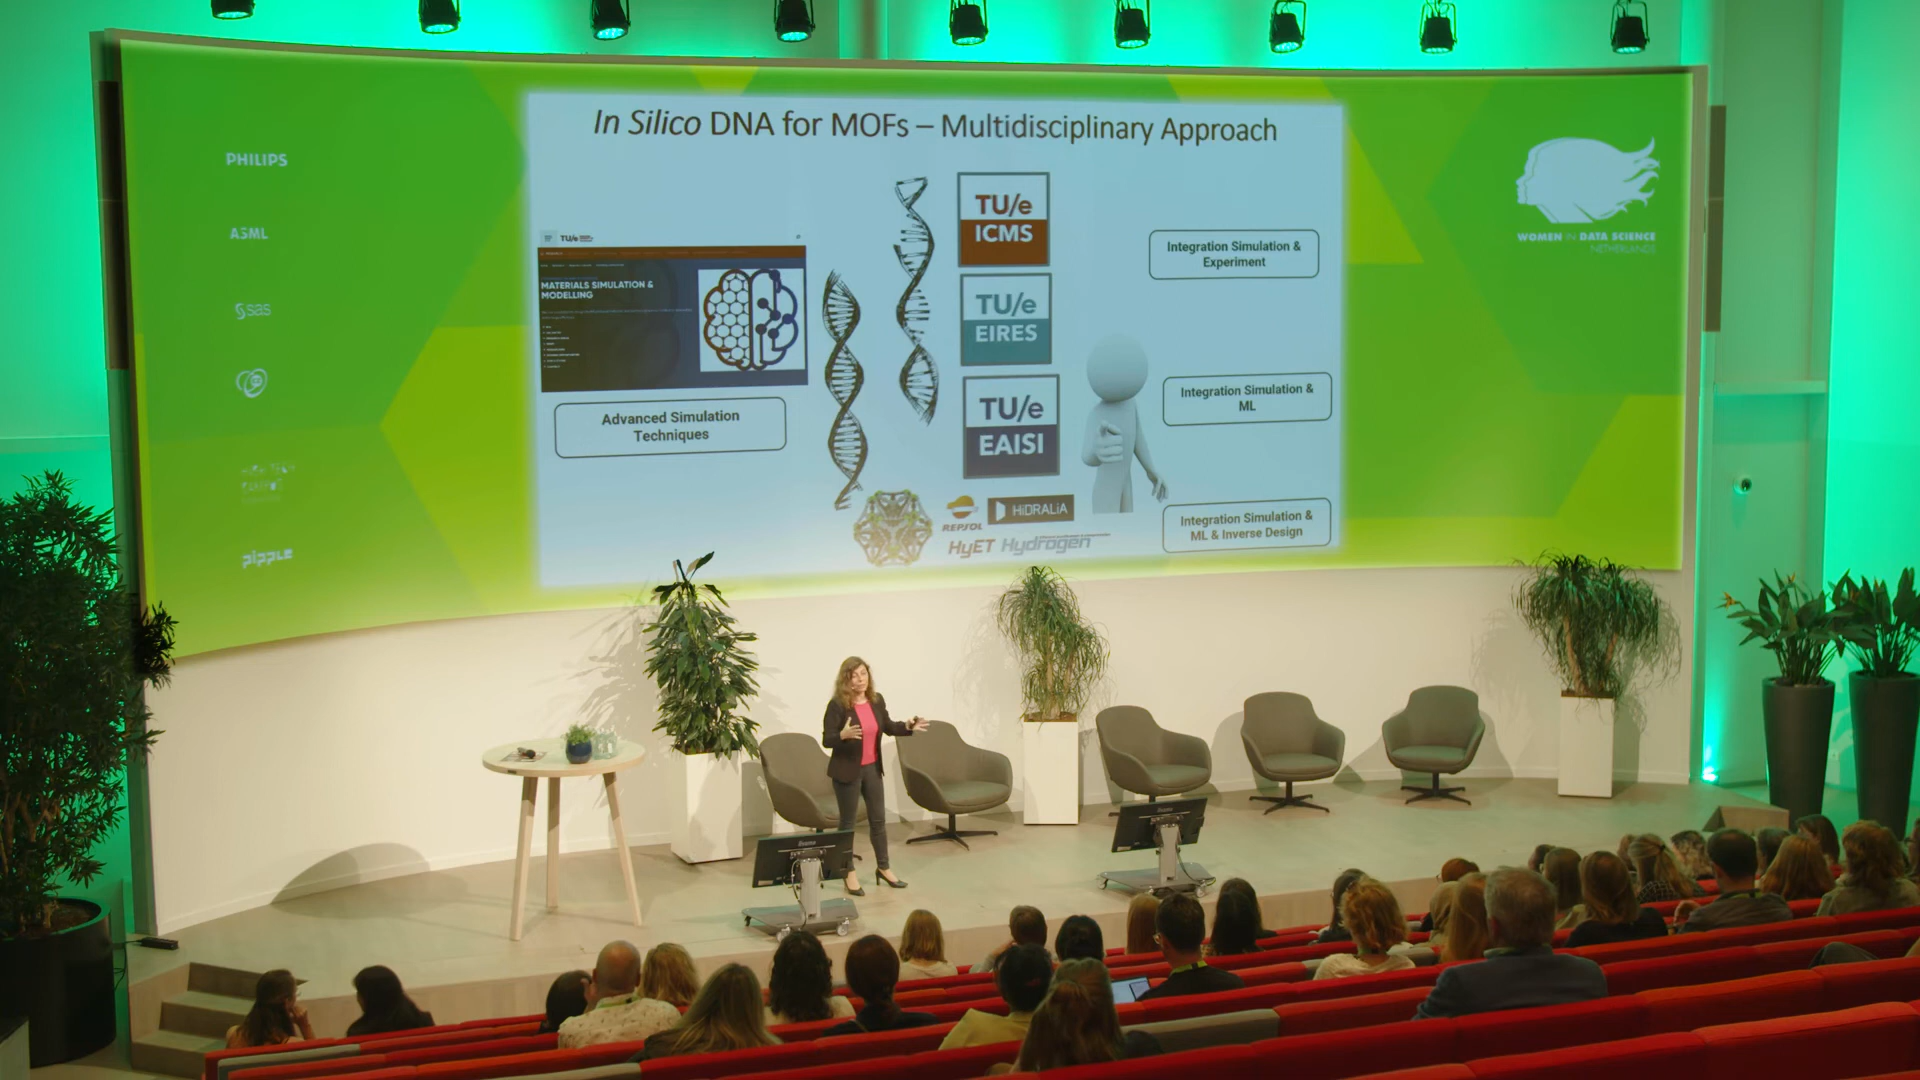 In Silico DNA for MOFs – Multidisciplinary Approach
PHILIPS
ASML
sas
pipple
WOMEN IN DATA SCIENCE
NETHERLANDS
TU/e
MATERIALS SIMULATION &
MODELLING
Advanced Simulation
Techniques
TU/e
ICMS
TU/e
EIRES
TU/e
EAISI
REPSOL
HiDRALiA
HyET Hydrogen
Integration Simulation &
Experiment
Integration Simulation &
ML
Integration Simulation &
ML & Inverse Design